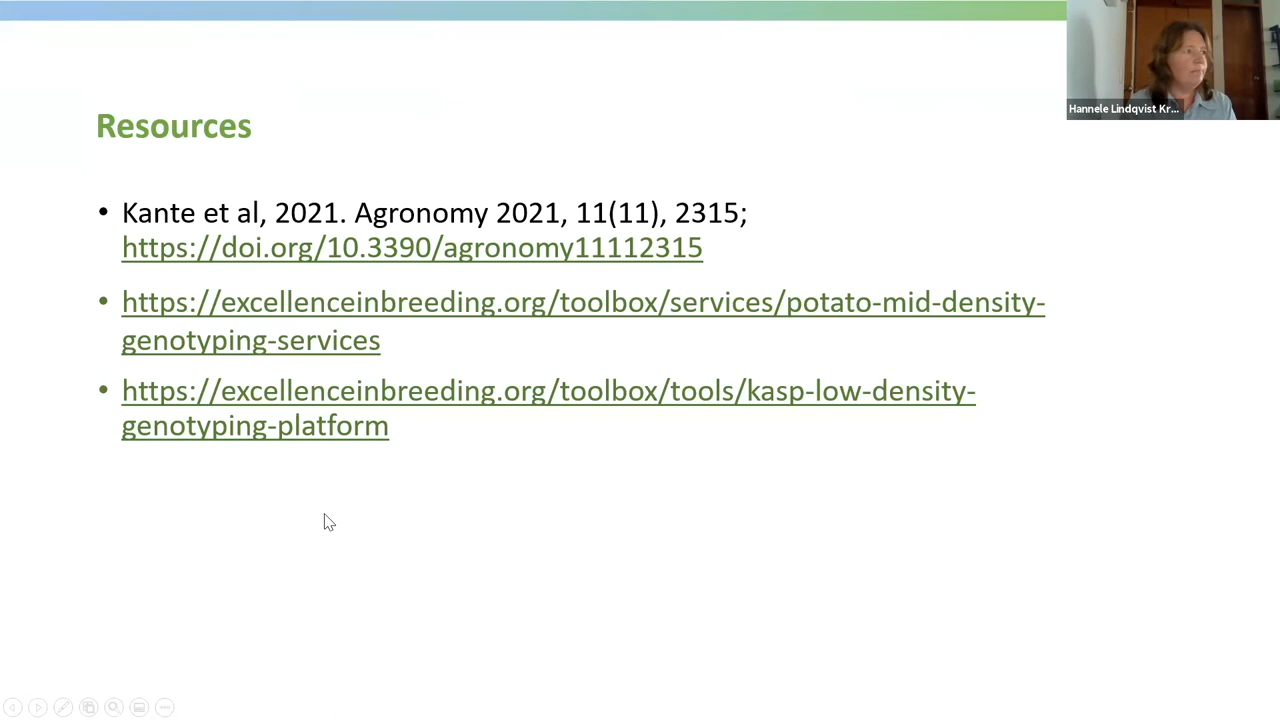 Hannele Lindqvist Kr...
Resources
• Kante et al, 2021. Agronomy 2021, 11(11), 2315;
https://doi.org/10.3390/agronomy11112315
• https://excellenceinbreeding.org/toolbox/services/potato-mid-density-
genotyping-services
• https://excellenceinbreeding.org/toolbox/tools/kasp-low-density-
genotyping-platform